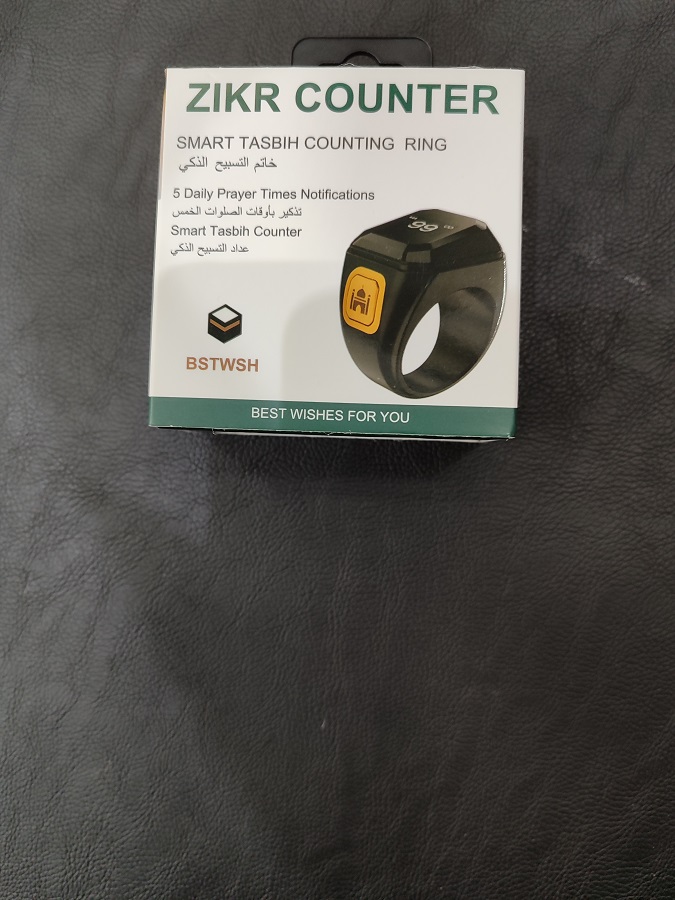 ZIKR COUNTER
SMART TASBIH COUNTING RING
خاتم التسبيح الذكي
5 Daily Prayer Times Notifications
تذكير بأوقات الصلوات الخمس
Smart Tasbih Counter
عداد التسبيح الذكي
99
BSTWSH
BEST WISHES FOR YOU